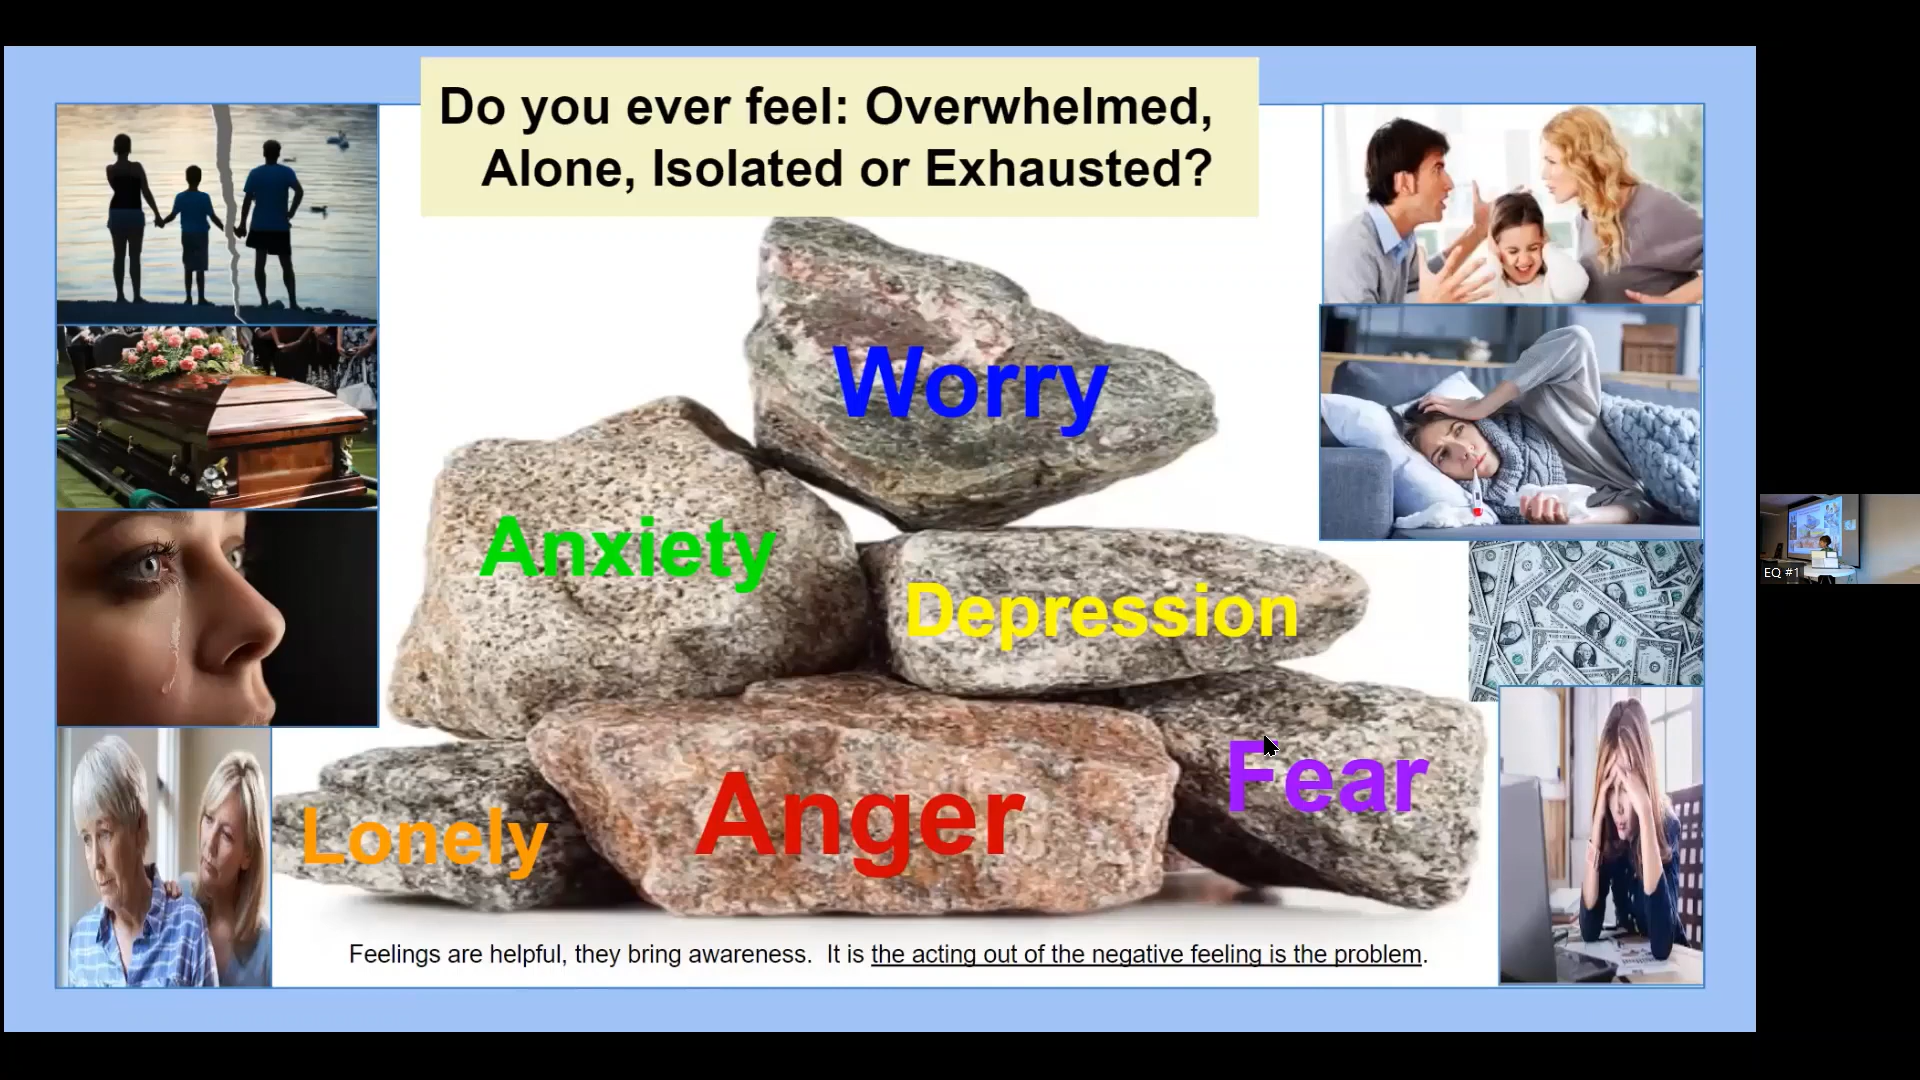 Do you ever feel: Overwhelmed,
Alone, Isolated or Exhausted?
Worry
Anxiety
Depression
Fear
Anger
Lonely
Feelings are helpful, they bring awareness.  It is the acting out of the negative feeling is the problem.
EQ #1